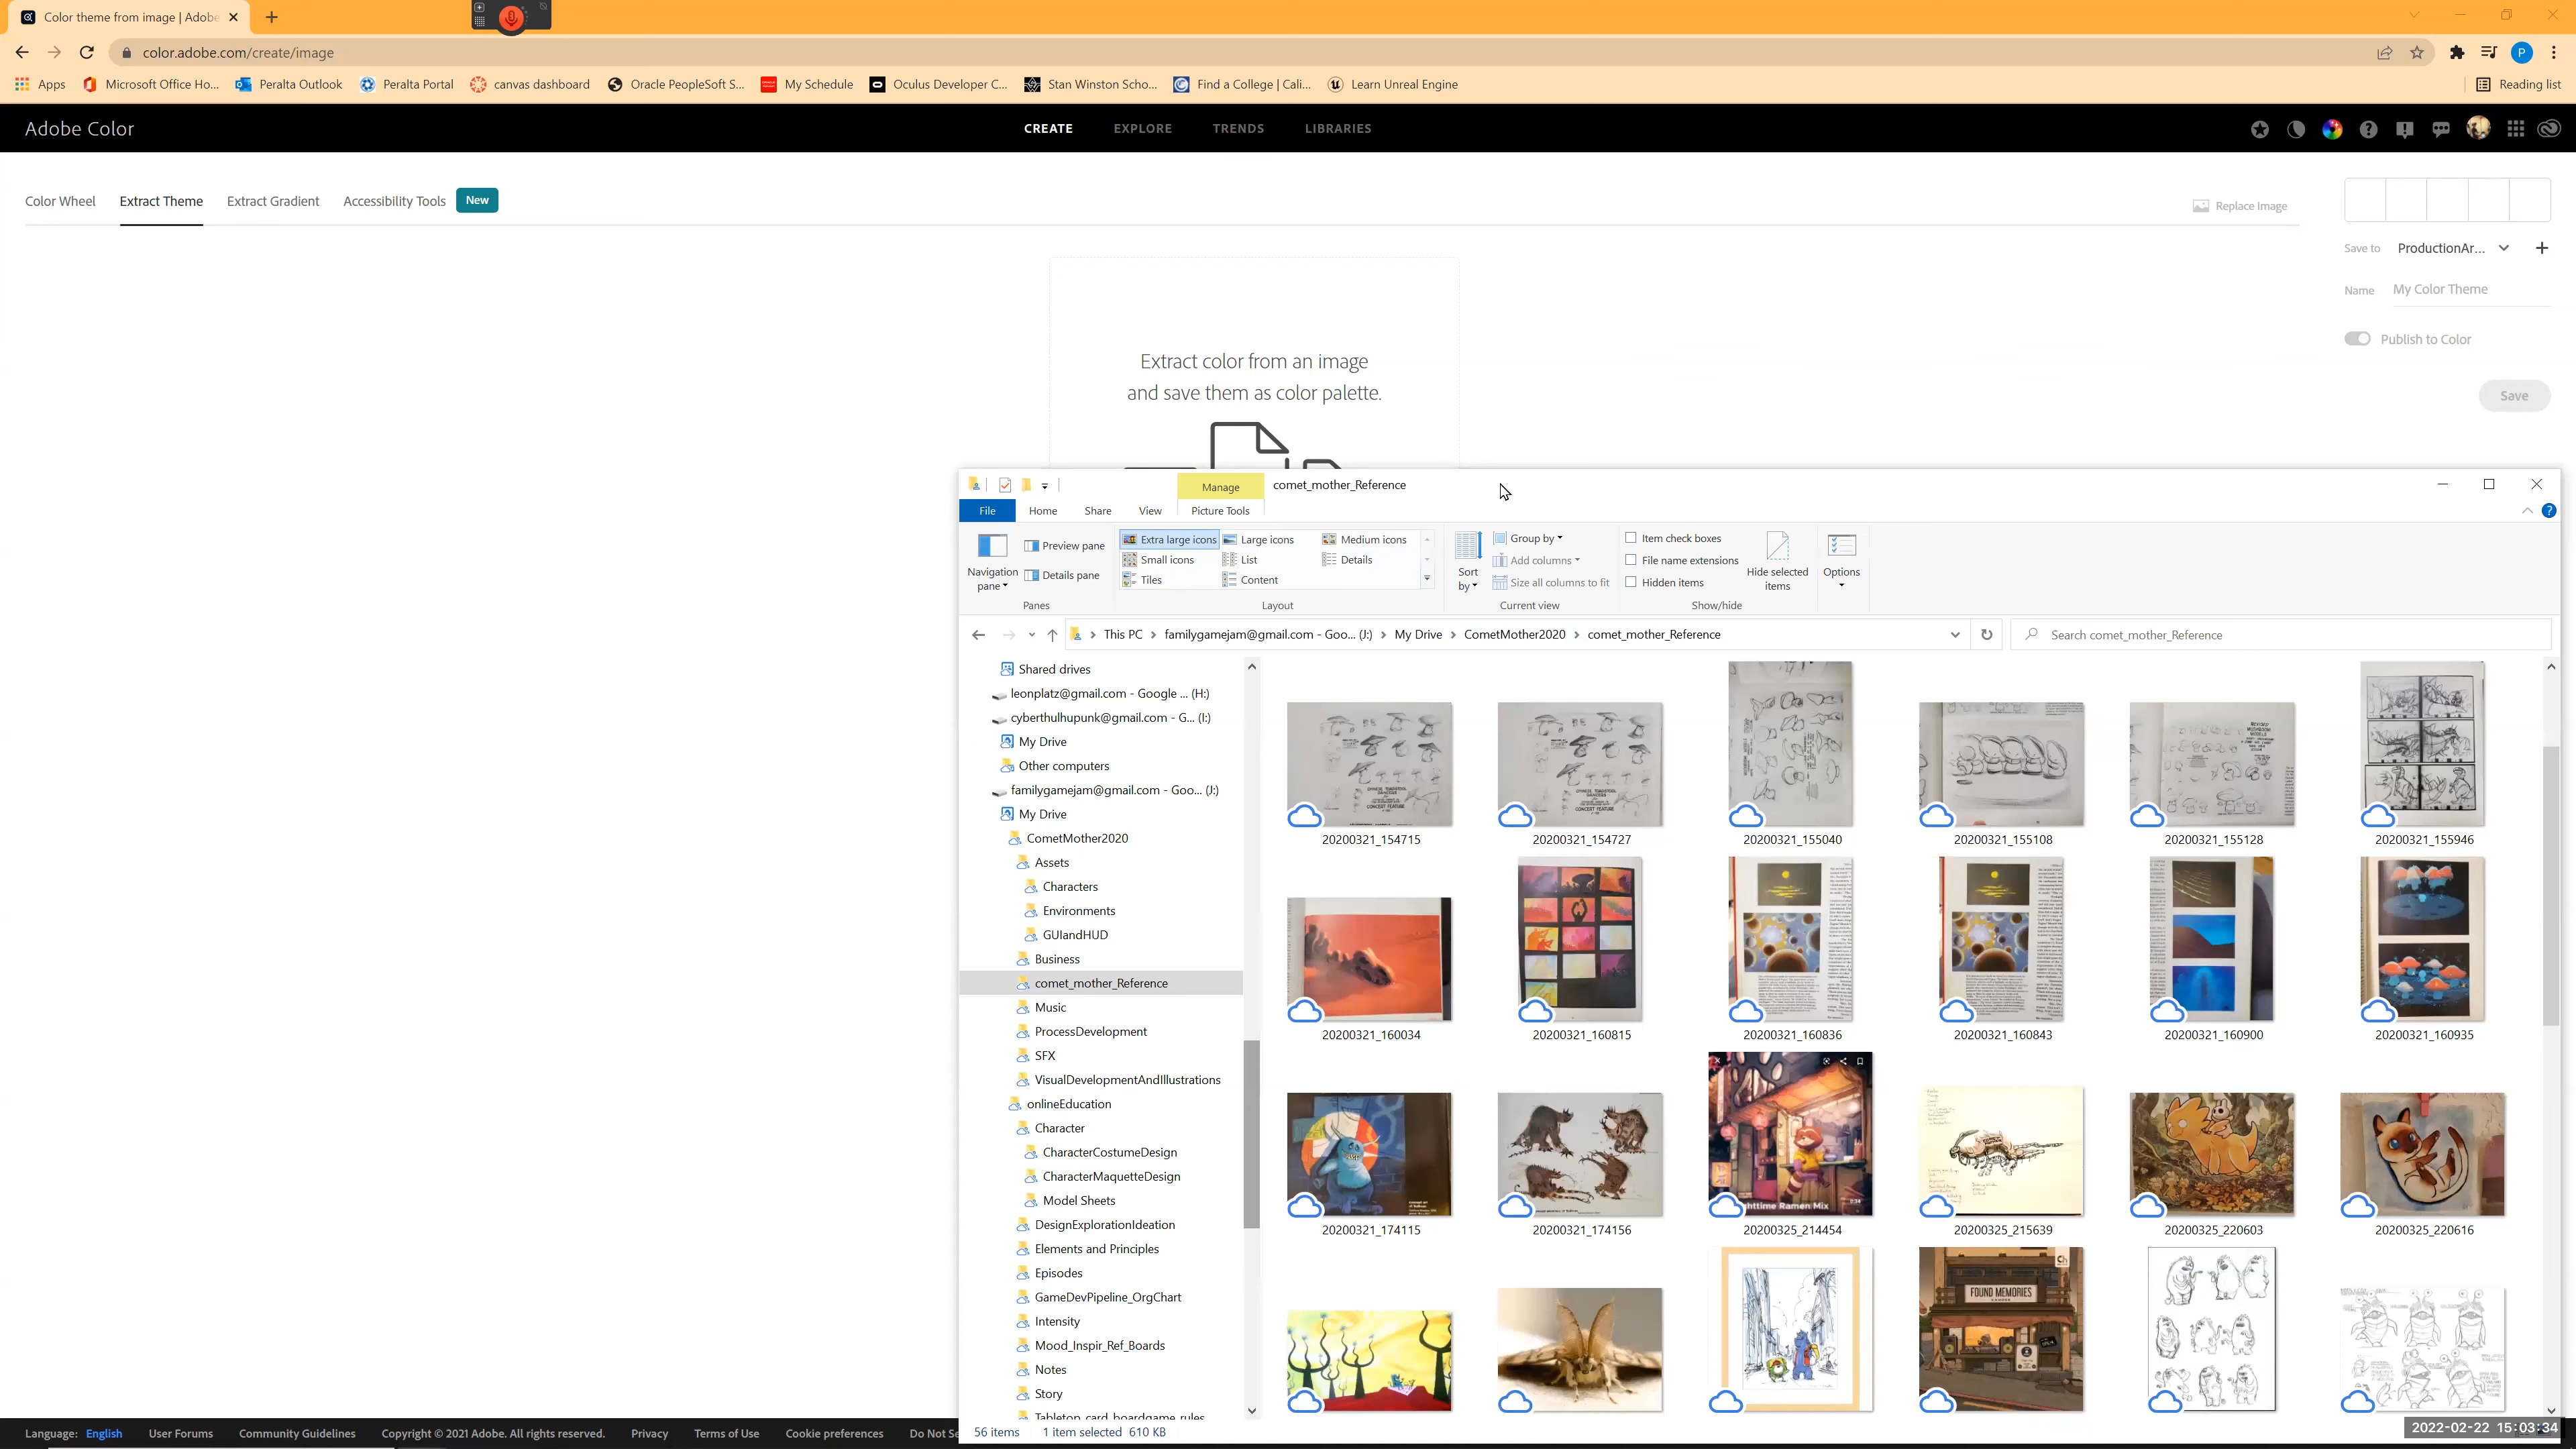 Color theme from image | Adobe
color.adobe.com/create/image
Apps Microsoft Office Ho... Peralta Outlook Peralta Portal canvas dashboard Oracle PeopleSoft S... My Schedule Oculus Developer C... Stan Winston Scho... Find a College | Cali... Learn Unreal Engine Reading list
Adobe Color CREATE EXPLORE TRENDS LIBRARIES
Color Wheel Extract Theme Extract Gradient Accessibility Tools New
Replace Image
Save to ProductionAr...
Name My Color Theme
Publish to Color
Save
Extract color from an image
and save them as color palette.
Manage comet_mother_Reference
File Home Share View Picture Tools
Navigation pane Preview pane Details pane
Panes
Extra large icons Large icons Medium icons
Small icons List Details
Tiles Content
Layout
Sort by Group by Add columns Size all columns to fit
Current view
Item check boxes
File name extensions
Hidden items
Hide selected items
Show/hide
Options
This PC familygamejam@gmail.com - Goo... (J:) My Drive CometMother2020 comet_mother_Reference
Search comet_mother_Reference
Shared drives
leonplatz@gmail.com - Google ... (H:)
cyberthulhupunk@gmail.com - G... (I:)
My Drive
Other computers
familygamejam@gmail.com - Goo... (J:)
My Drive
CometMother2020
Assets
Characters
Environments
GUIandHUD
Business
comet_mother_Reference
Music
ProcessDevelopment
SFX
VisualDevelopmentAndIllustrations
onlineEducation
Character
CharacterCostumeDesign
CharacterMaquetteDesign
Model Sheets
DesignExplorationIdeation
Elements and Principles
Episodes
GameDevPipeline_OrgChart
Intensity
Mood_Inspir_Ref_Boards
Notes
Story
Tabletop_card_boardgame_rules
20200321_154715 20200321_154727 20200321_155040 20200321_155108 20200321_155128 20200321_155946
20200321_160034 20200321_160815 20200321_160836 20200321_160843 20200321_160900 20200321_160935
httime Ramen Mix
20200321_174115 20200321_174156 20200325_214454 20200325_215639 20200325_220603 20200325_220616
FOUND MEMORIES
56 items 1 item selected 610 KB
Language: English User Forums Community Guidelines Copyright © 2021 Adobe. All rights reserved. Privacy Terms of Use Cookie preferences Do Not Se
2022-02-22 15:03:34